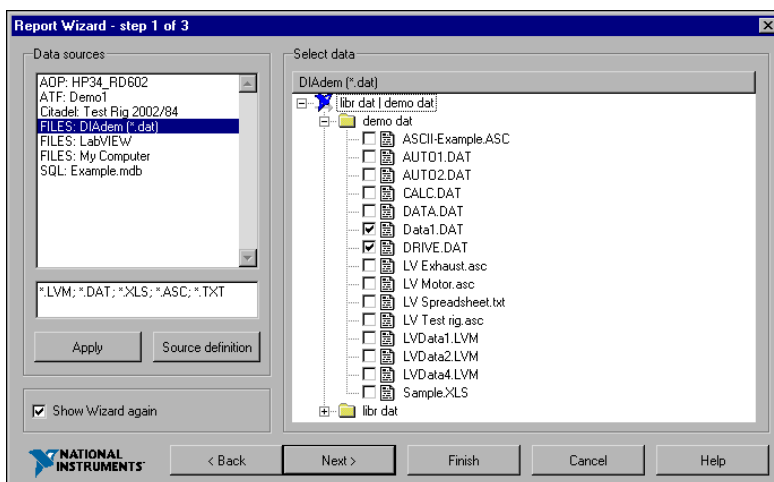 Report Wizard - step 1 of 3
Data sources
AOP: HP34_RD602
ATF: Demo1
Citadel: Test Rig 2002/84
FILES: DIAdem (*.dat)
FILES: LabVIEW
FILES: My Computer
SQL: Example.mdb
*.LVM; *.DAT; *.XLS; *.ASC; *.TXT
Apply
Source definition
Show Wizard again
Select data
DIAdem (*.dat)
libr dat | demo dat
demo dat
ASCII-Example.ASC
AUTO1.DAT
AUTO2.DAT
CALC.DAT
DATA.DAT
Data1.DAT
DRIVE.DAT
LV Exhaust.asc
LV Motor.asc
LV Spreadsheet.txt
LV Test rig.asc
LVData1.LVM
LVData2.LVM
LVData4.LVM
Sample.XLS
libr dat
NATIONAL
INSTRUMENTS
< Back
Next >
Finish
Cancel
Help